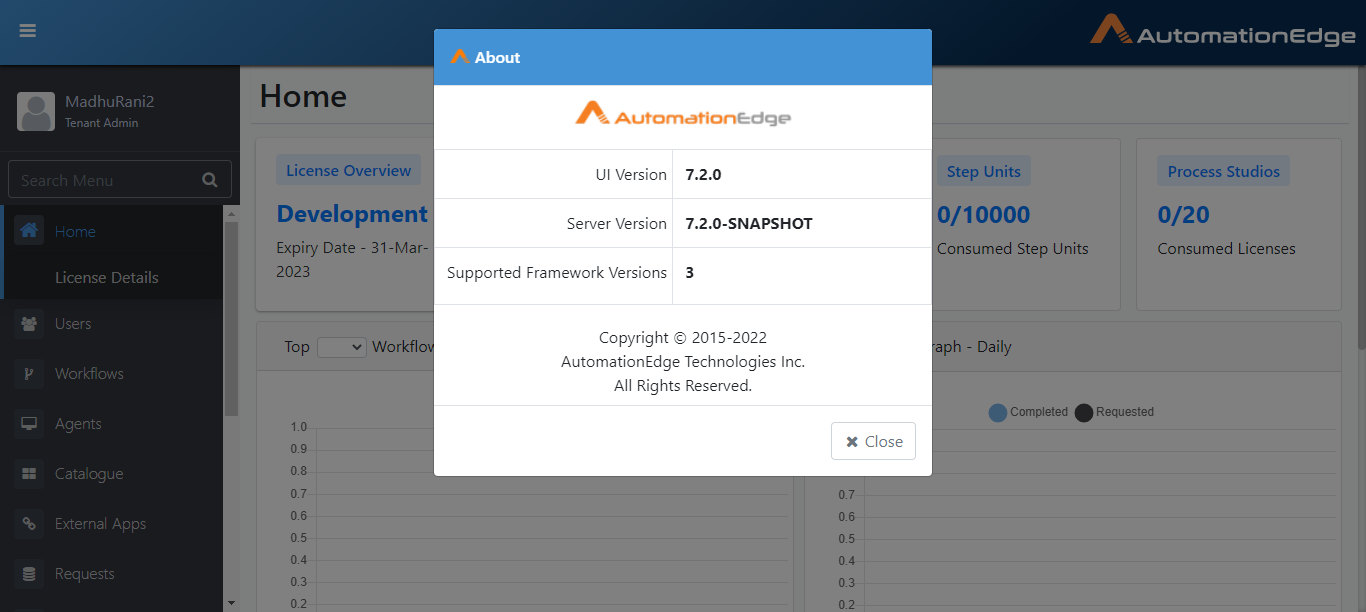 AutomationEdge
MadhuRani2
Tenant Admin
Search Menu
Home
License Details
Users
Workflows
Agents
Catalogue
External Apps
Requests
Home
License Overview
Development
Expiry Date - 31-Mar-
2023
Step Units
0/10000
Consumed Step Units
Process Studios
0/20
Consumed Licenses
Top
Workflow
raph - Daily
Completed
Requested
1.0
0.9
0.8
0.7
0.6
0.5
0.4
0.3
0.2
0.7
0.6
0.5
0.4
0.3
0.2
About
AutomationEdge
UI Version 7.2.0
Server Version 7.2.0-SNAPSHOT
Supported Framework Versions 3
Copyright © 2015-2022
AutomationEdge Technologies Inc.
All Rights Reserved.
Close